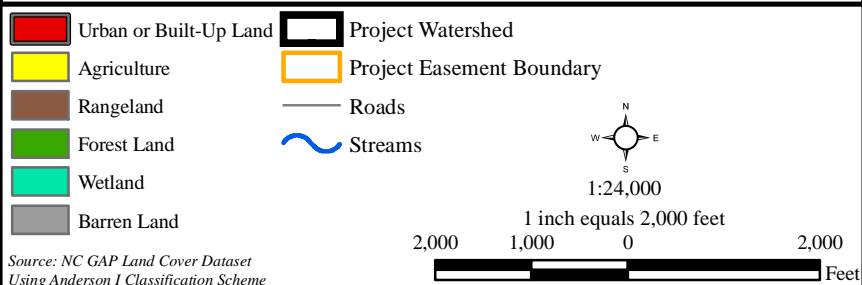 Urban or Built-Up Land
Agriculture
Rangeland
Forest Land
Wetland
Barren Land
Project Watershed
Project Easement Boundary
Roads
Streams
N
W E
S
1:24,000
1 inch equals 2,000 feet
2,000 1,000 0 2,000
Feet
Source: NC GAP Land Cover Dataset
Using Anderson I Classification Scheme